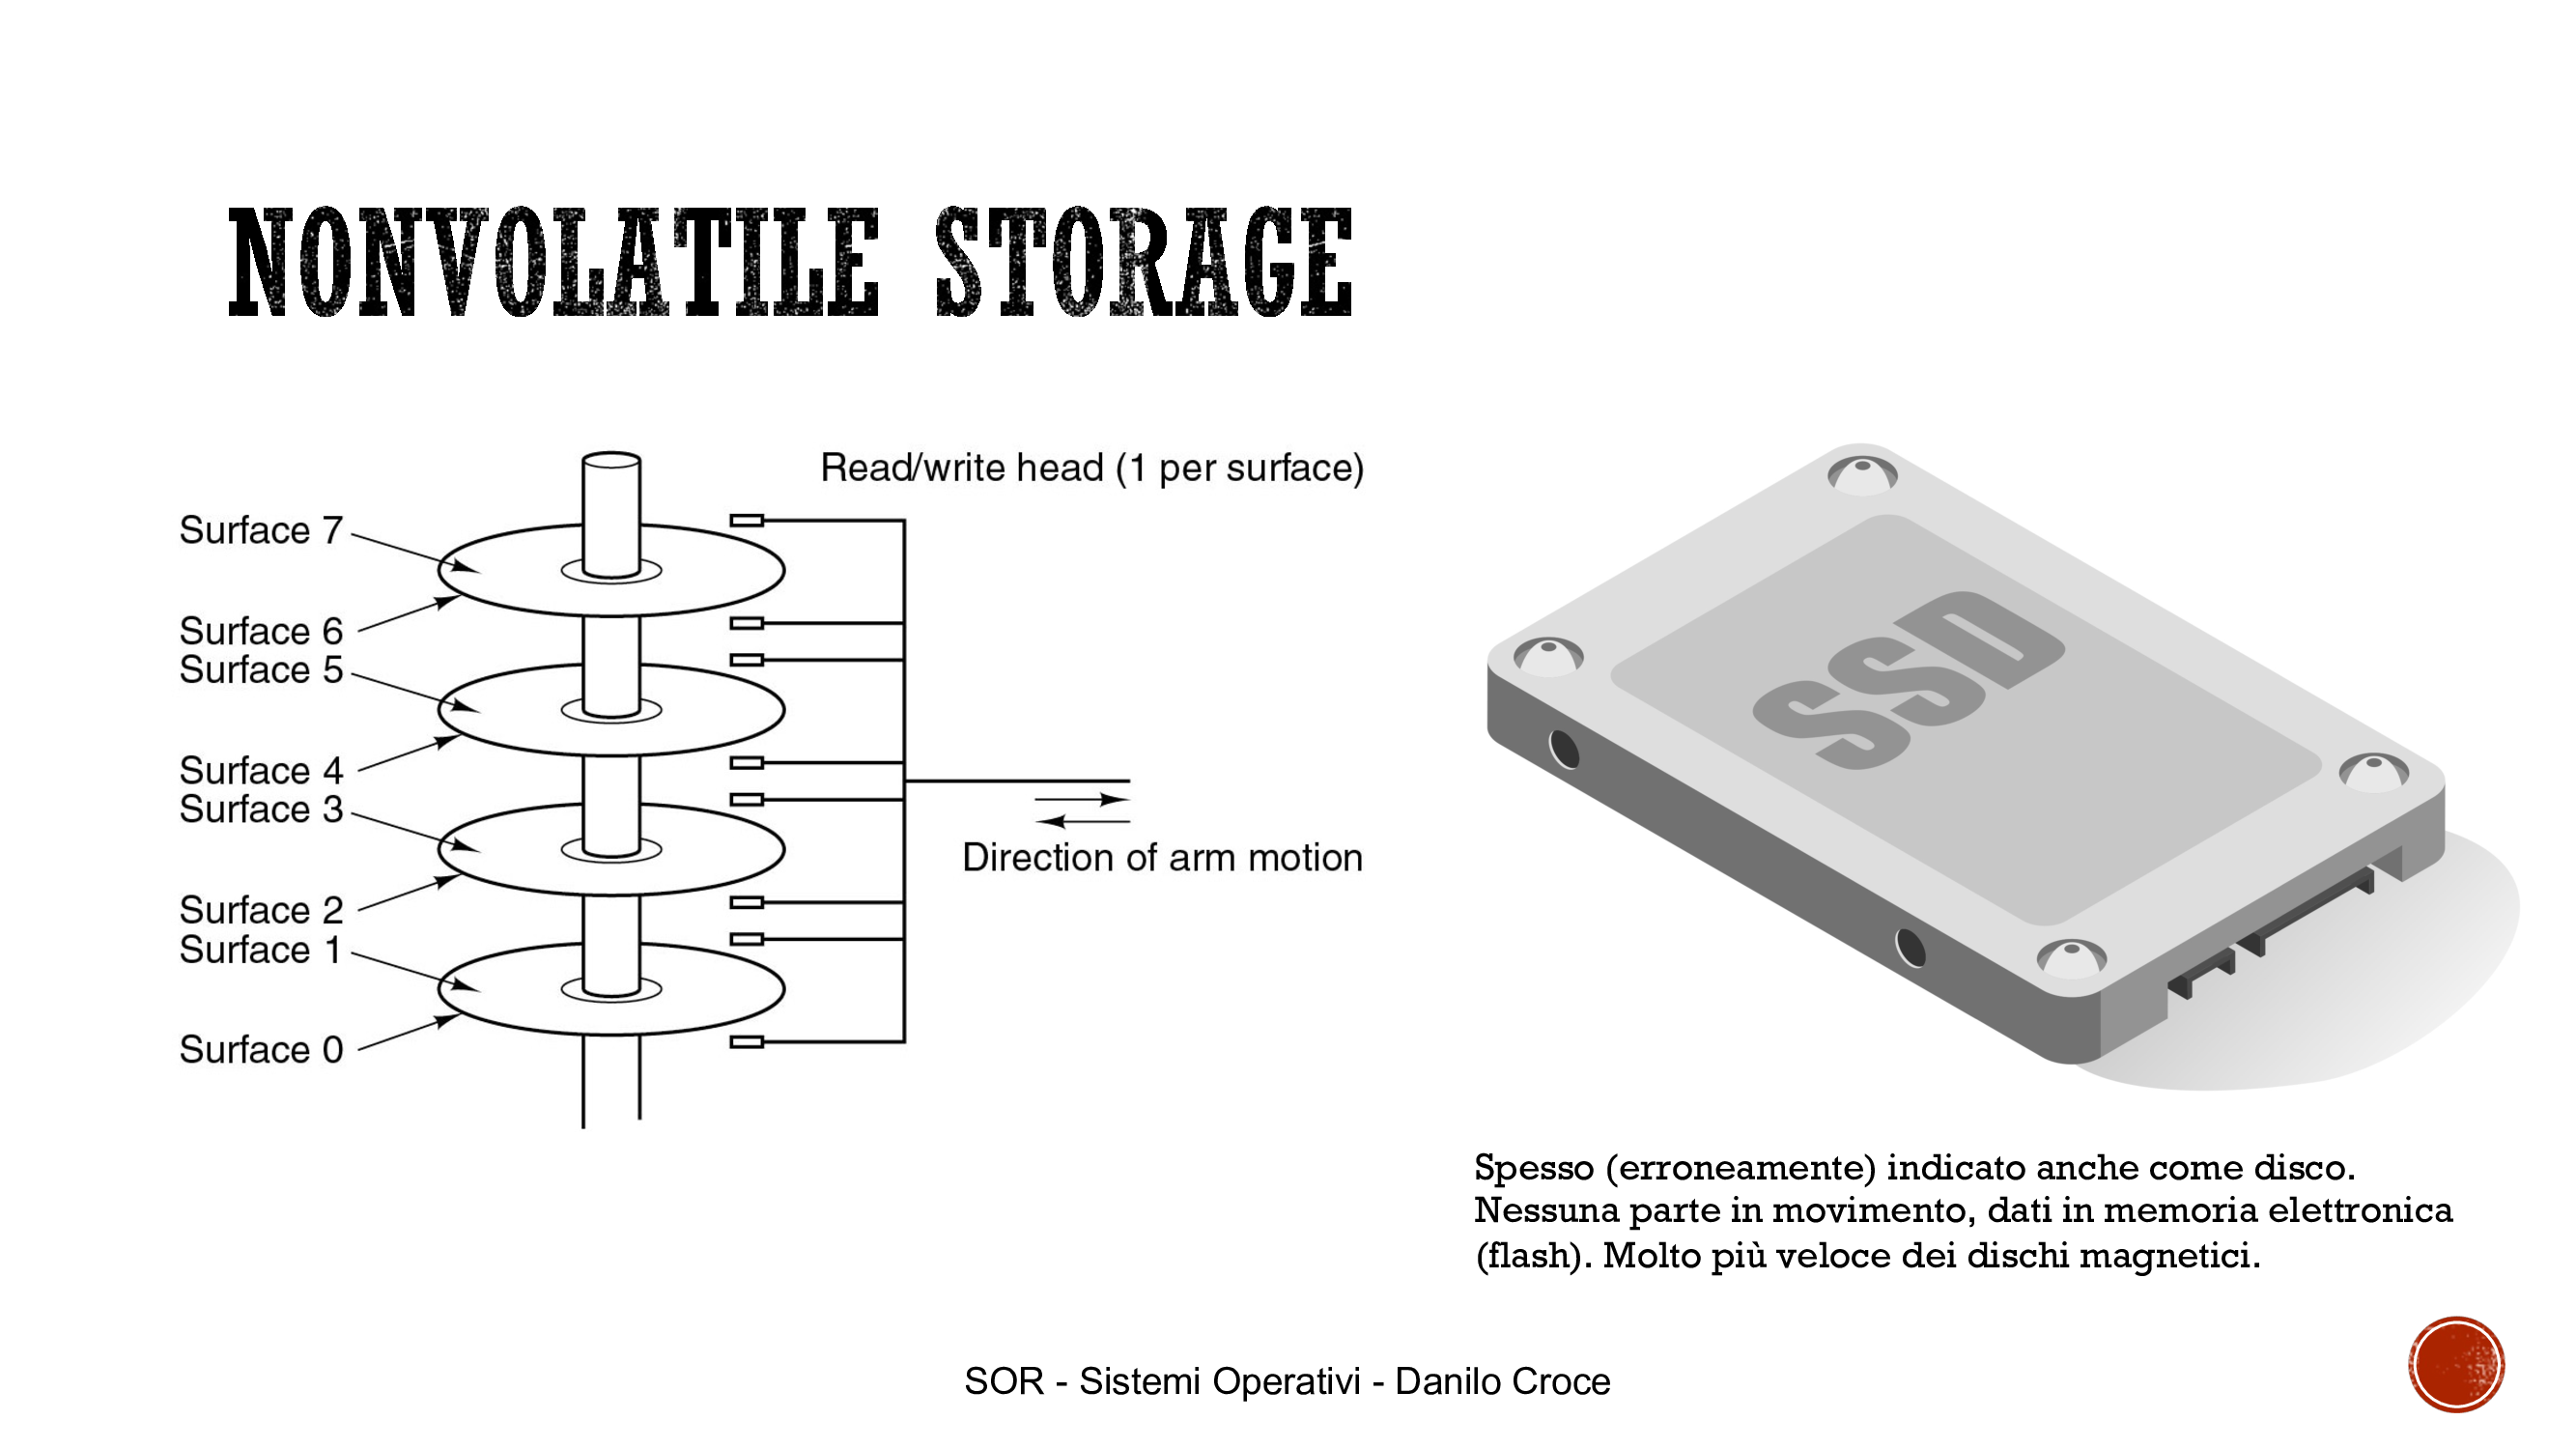 NONVOLATILE STORAGE
Read/write head (1 per surface)
Surface 7
Surface 6
Surface 5
Surface 4
Surface 3
Surface 2
Surface 1
Surface 0
Direction of arm motion
SSD
Spesso (erroneamente) indicato anche come disco.
Nessuna parte in movimento, dati in memoria elettronica
(flash). Molto più veloce dei dischi magnetici.
SOR - Sistemi Operativi - Danilo Croce